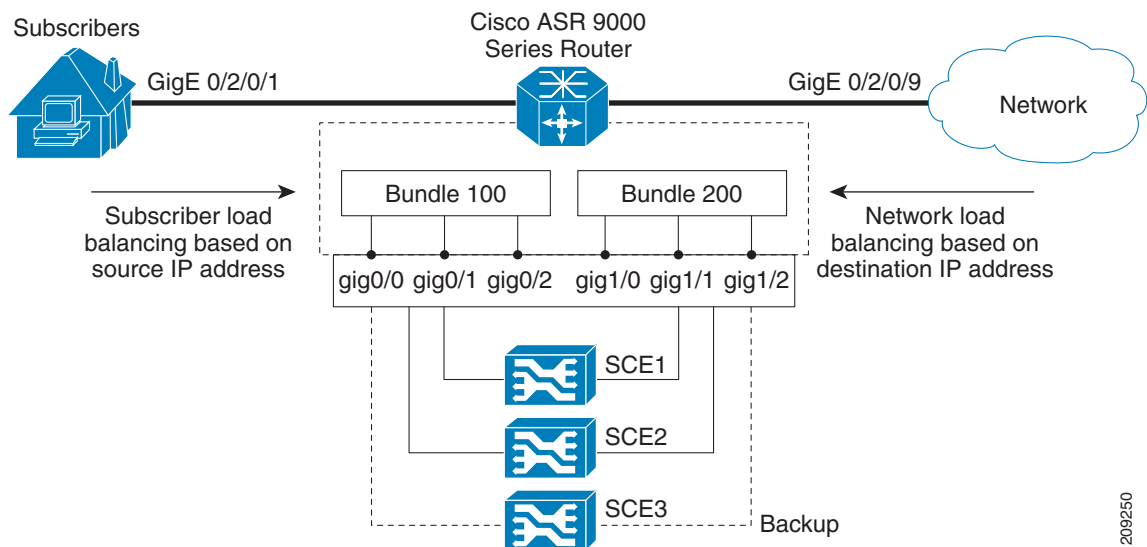 Subscribers
Cisco ASR 9000
Series Router
GigE 0/2/0/1
GigE 0/2/0/9
Network
Bundle 100
Bundle 200
Subscriber load
balancing based on
source IP address
Network load
balancing based on
destination IP address
gig0/0 gig0/1 gig0/2 gig1/0 gig1/1 gig1/2
SCE1
SCE2
SCE3
Backup
209250